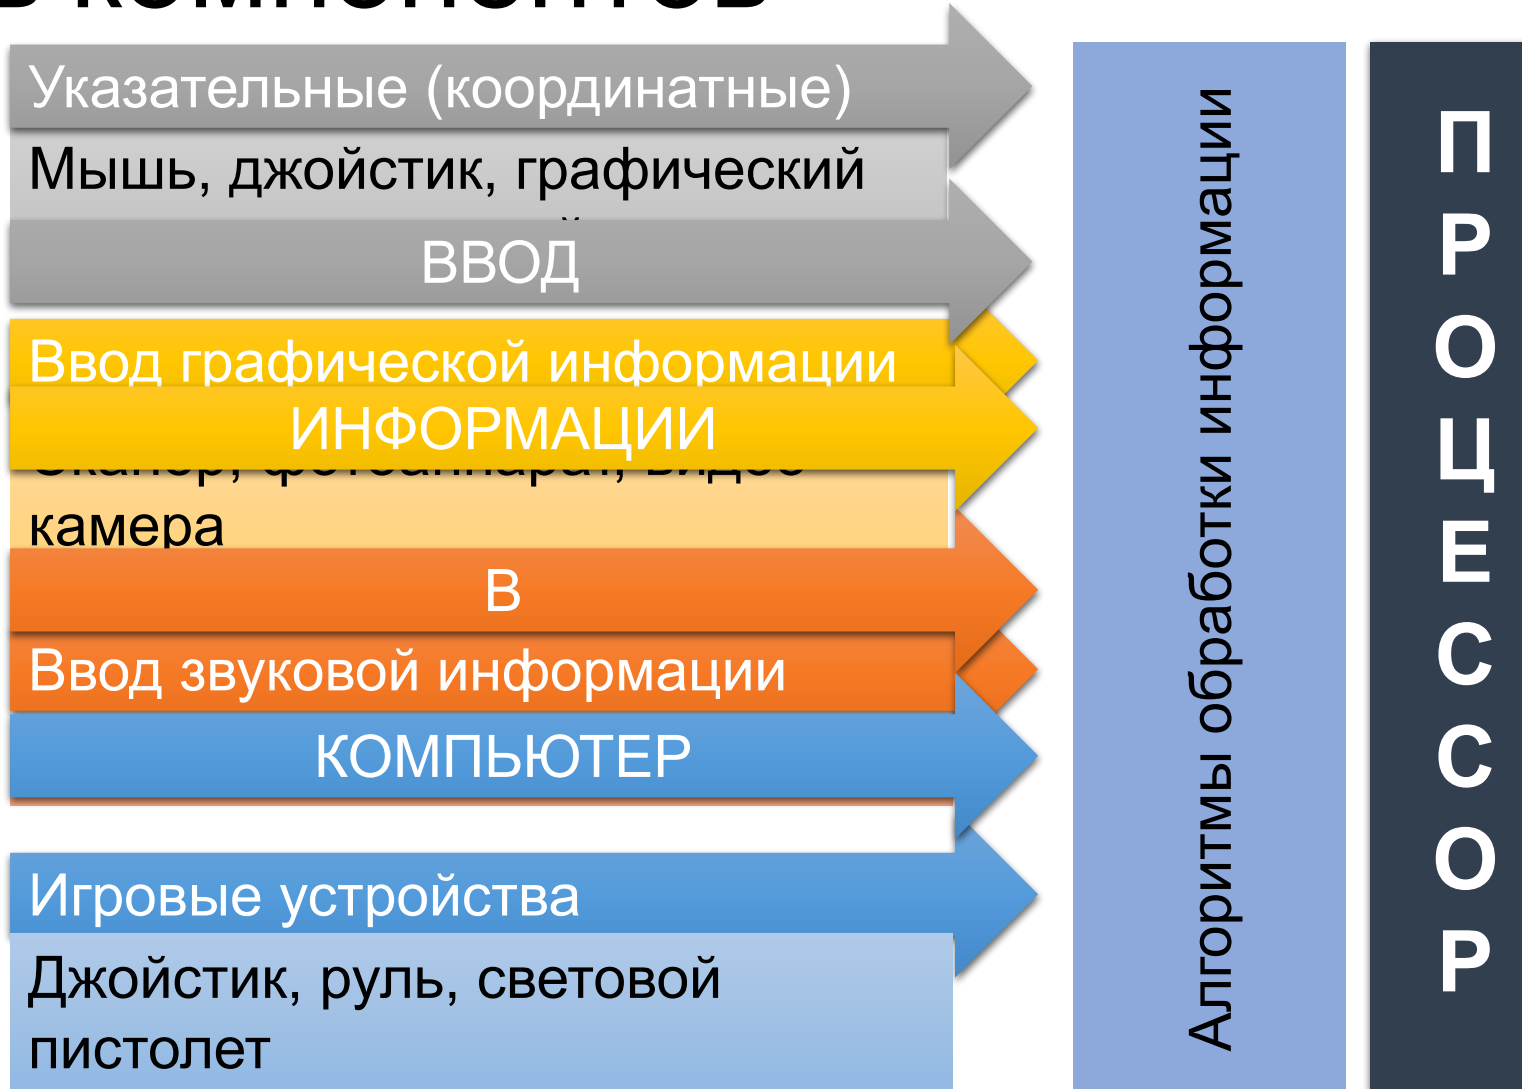 Указательные (координатные)
Мышь, джойстик, графический
ВВОД
Ввод графической информации
ИНФОРМАЦИИ
камера
В
Ввод звуковой информации
КОМПЬЮТЕР
Игровые устройства
Джойстик, руль, световой
пистолет
Алгоритмы обработки информации
ПРОЦЕССОР